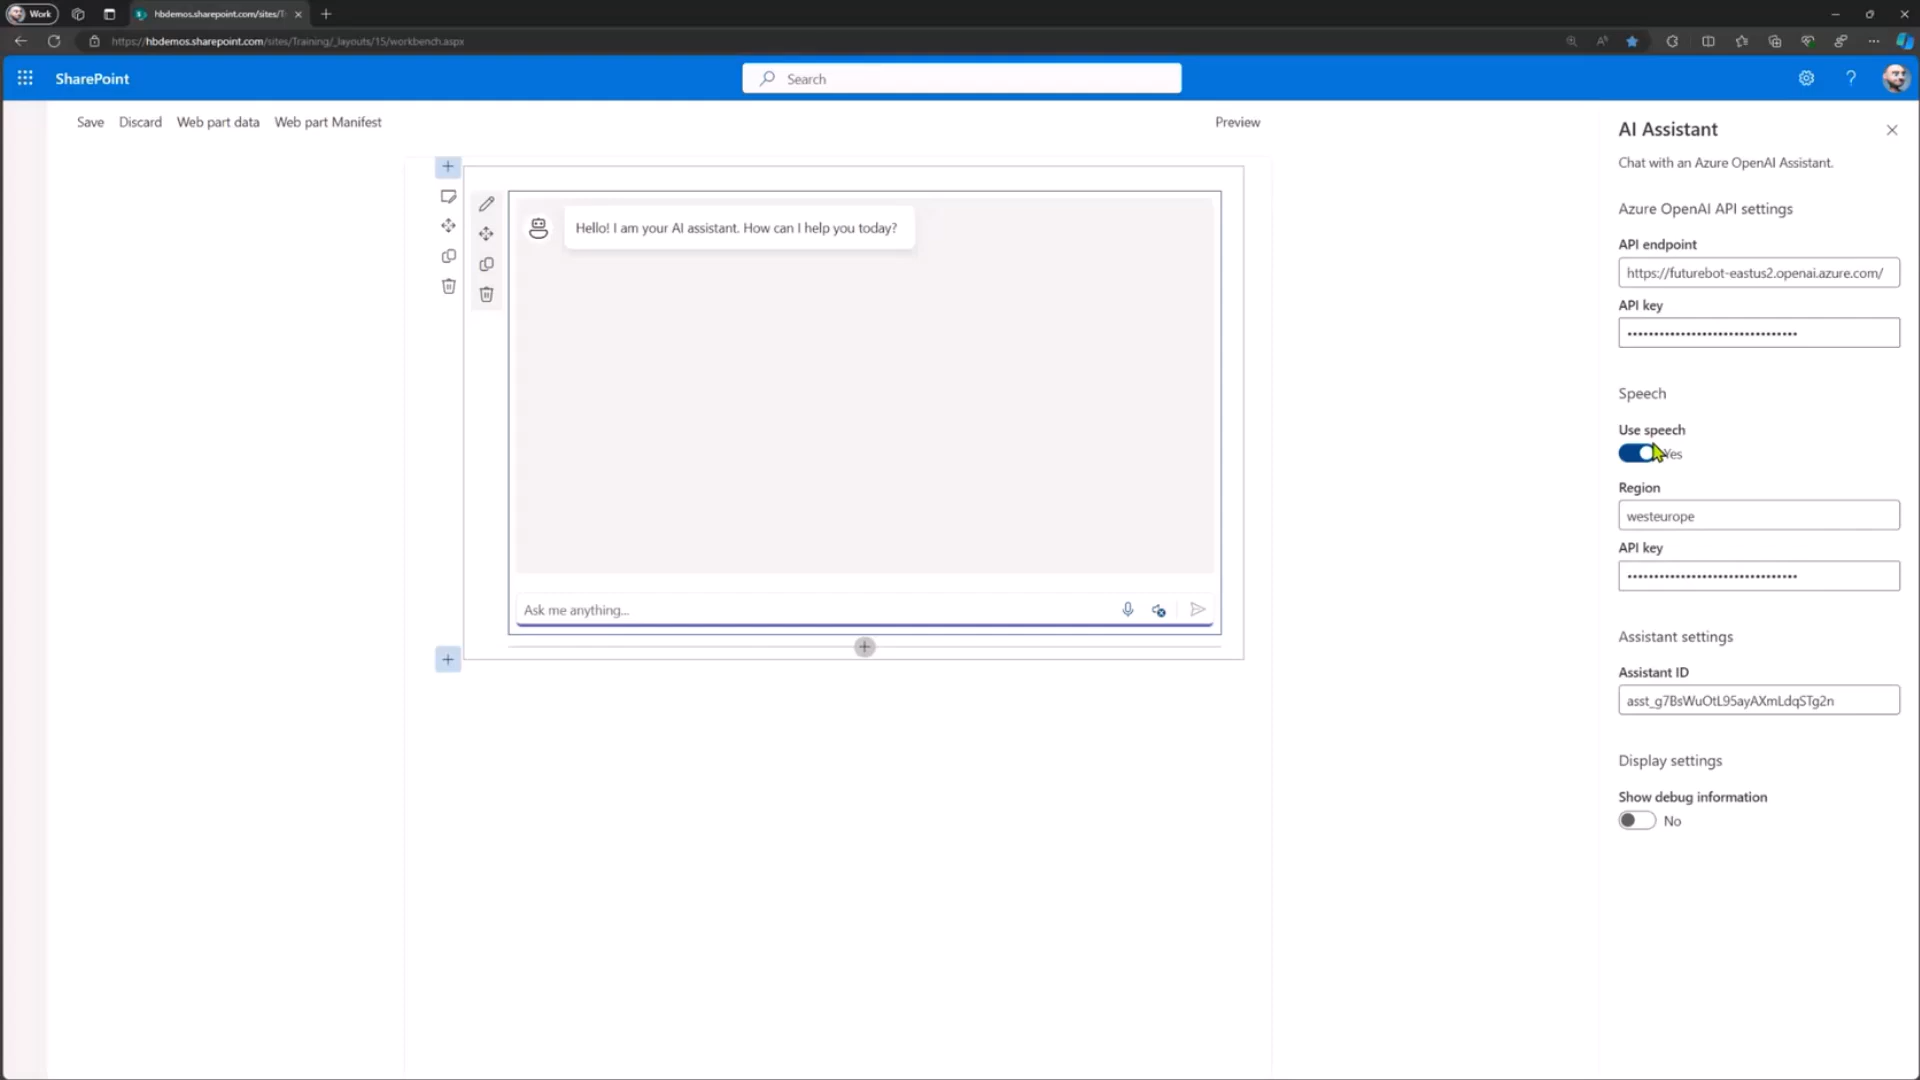 Work
hbdemos.sharepoint.com/sites/Tr
https://hbdemos.sharepoint.com/sites/Training/_layouts/15/workbench.aspx
SharePoint
Search
Save
Discard
Web part data
Web part Manifest
Preview
Hello! I am your AI assistant. How can I help you today?
Ask me anything...
AI Assistant
Chat with an Azure OpenAI Assistant.
Azure OpenAI API settings
API endpoint
https://futurebot-eastus2.openai.azure.com/
API key
••••••••••••••••••••••••••••••••
Speech
Use speech
Yes
Region
westeurope
API key
••••••••••••••••••••••••••••••••
Assistant settings
Assistant ID
asst_g7BsWuOtL95ayAXmLdqSTg2n
Display settings
Show debug information
No